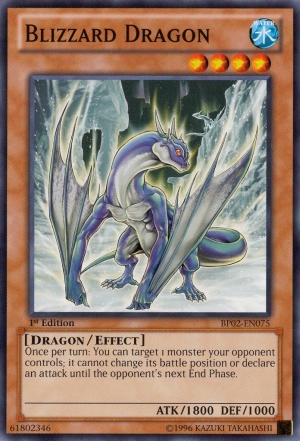 Blizzard Dragon
WATER
水
1st Edition
BP02-EN075
[Dragon/Effect]
Once per turn: You can target 1 monster your opponent
controls; it cannot change its battle position or declare
an attack until the opponent's next End Phase.
ATK/1800 DEF/1000
61802346
©1996 KAZUKI TAKAHASHI